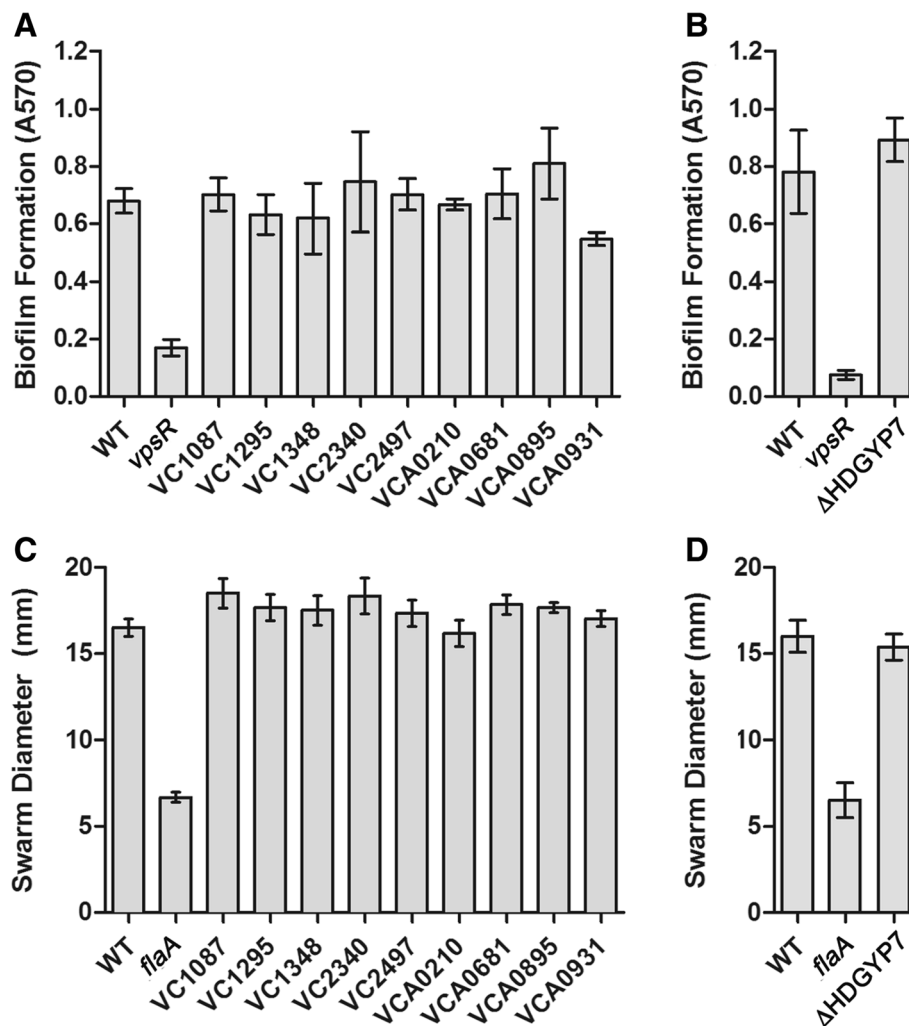 A
Biofilm Formation (A570)
1.2
1.0
0.8
0.6
0.4
0.2
0.0
WT
vpsR
VC1087
VC1295
VC1348
VC2340
VC2497
VCA0210
VCA0681
VCA0895
VCA0931
B
Biofilm Formation (A570)
1.2
1.0
0.8
0.6
0.4
0.2
0.0
WT
vpsR
ΔHDGYP7
C
Swarm Diameter (mm)
20
15
10
5
0
WT
flaA
VC1087
VC1295
VC1348
VC2340
VC2497
VCA0210
VCA0681
VCA0895
VCA0931
D
Swarm Diameter (mm)
20
15
10
5
0
WT
flaA
ΔHDGYP7